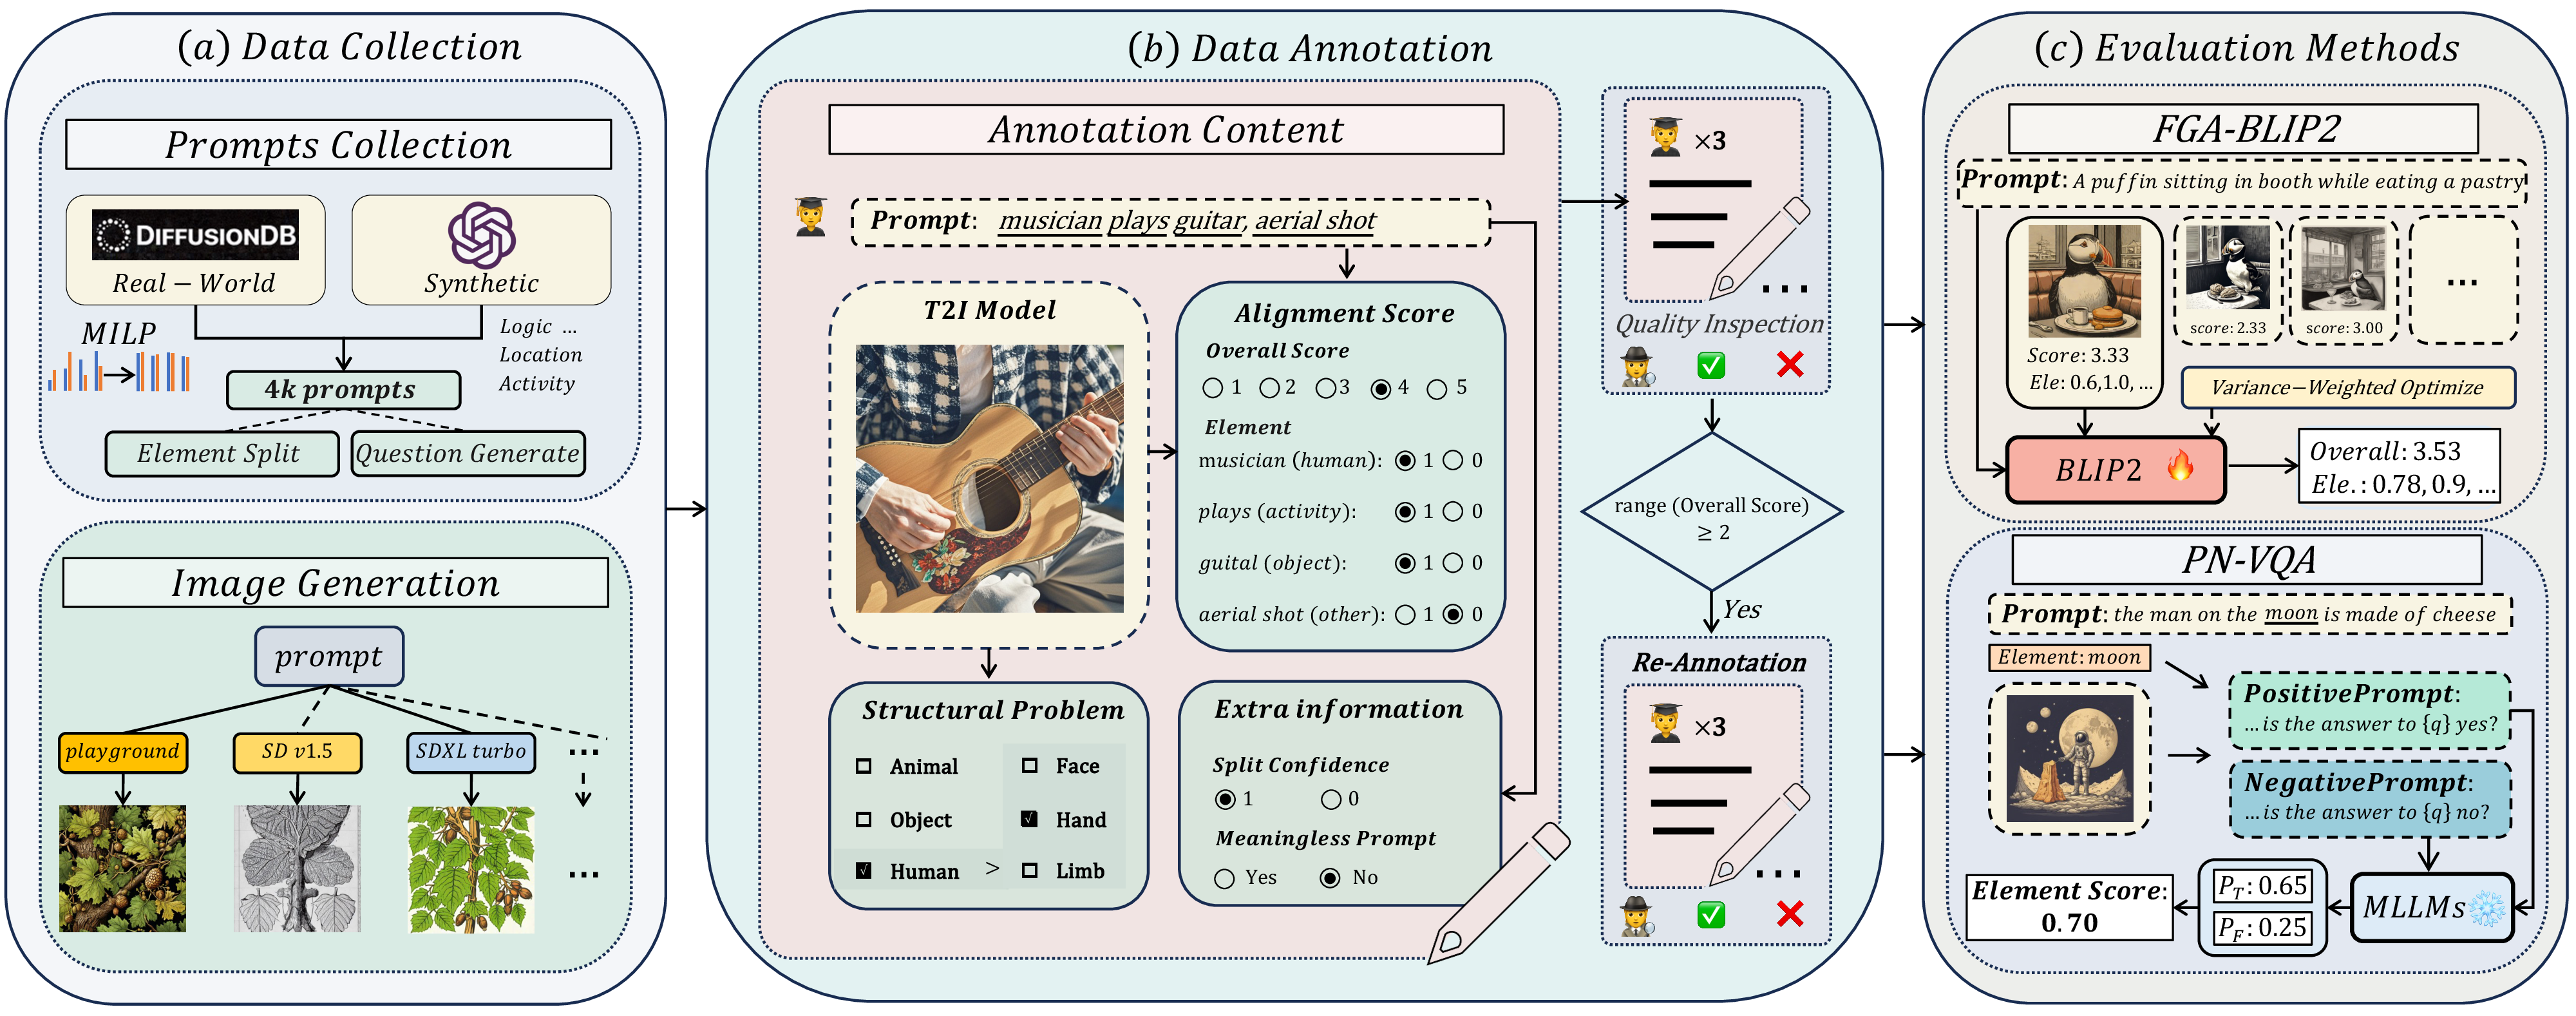 (a) Data Collection
Prompts Collection
DIFFUSIONDB
Real – World
Synthetic
MILP
Logic ...
Location
Activity
4k prompts
Element Split
Question Generate
Image Generation
prompt
playground
SD v1.5
SDXL turbo
...
...
(b) Data Annotation
Annotation Content
Prompt: musician plays guitar, aerial shot
T2I Model
Alignment Score
Overall Score
1 2 3 4 5
Element
musician (human): 1 0
plays (activity): 1 0
guital (object): 1 0
aerial shot (other): 1 0
Structural Problem
Animal
Face
Object
Hand
Human >
Limb
Extra information
Split Confidence
1 0
Meaningless Prompt
Yes No
×3
...
Quality Inspection
range (Overall Score)
≥ 2
Yes
Re-Annotation
×3
...
(c) Evaluation Methods
FGA-BLIP2
Prompt: A puffin sitting in booth while eating a pastry
Score: 3.33
Ele: 0.6,1.0, ...
score: 2.33
score: 3.00
...
Variance–Weighted Optimize
BLIP2
Overall: 3.53
Ele.: 0.78, 0.9, ...
PN-VQA
Prompt: the man on the moon is made of cheese
Element: moon
PositivePrompt:
... is the answer to {q} yes?
NegativePrompt:
... is the answer to {q} no?
MLLMs
P_T: 0.65
P_F: 0.25
Element Score:
0.70